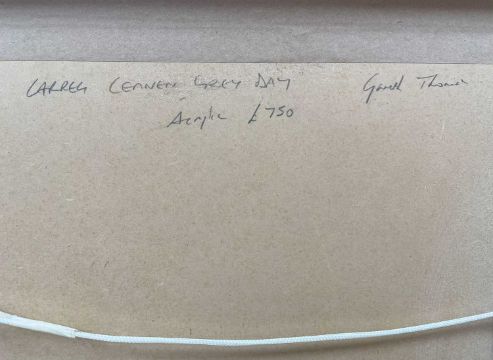 CARREG CENNEN GREY DAY Gareth Thomas
Acrylic £750